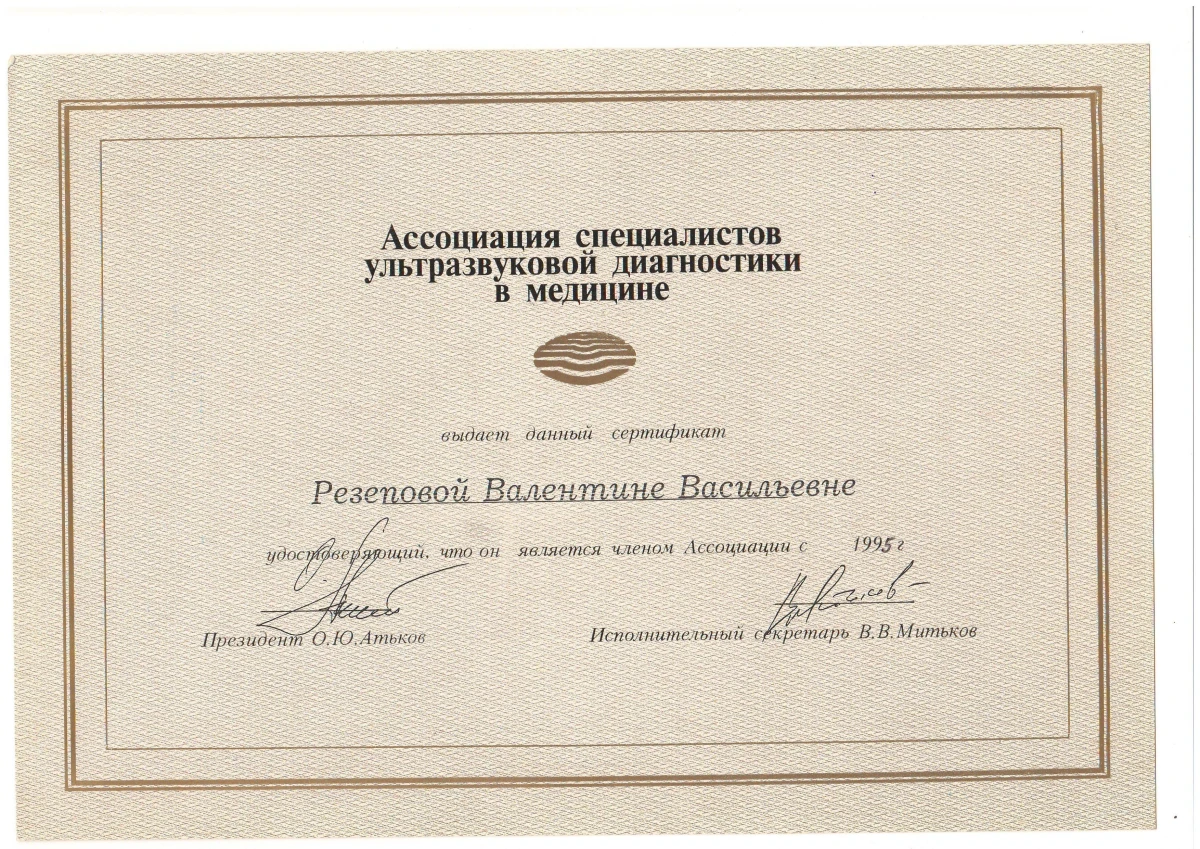 Ассоциация специалистов
ультразвуковой диагностики
в медицине
выдает данный сертификат
Резеповой Валентине Васильевне
удостоверяющий, что он является членом Ассоциации с 1995 г
Президент О.Ю.Атьков
Исполнительный секретарь В.В.Митьков